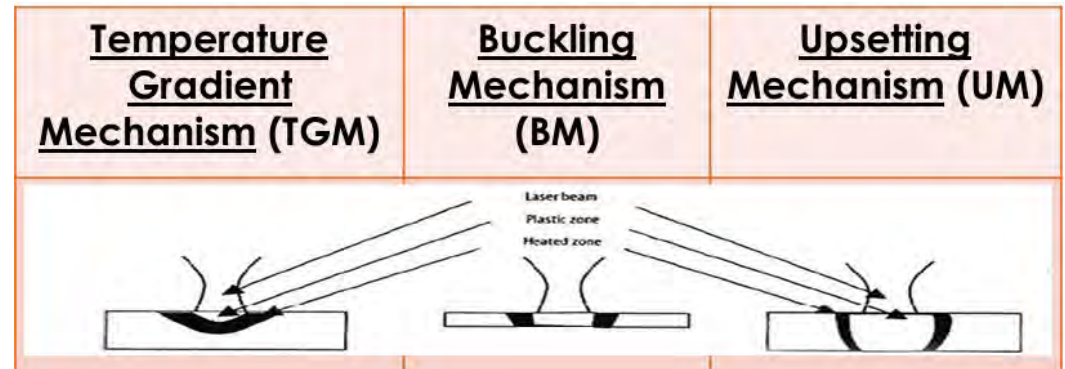 Temperature
Gradient
Mechanism (TGM)
Buckling
Mechanism
(BM)
Upsetting
Mechanism (UM)
Laser beam
Plastic zone
Heated zone